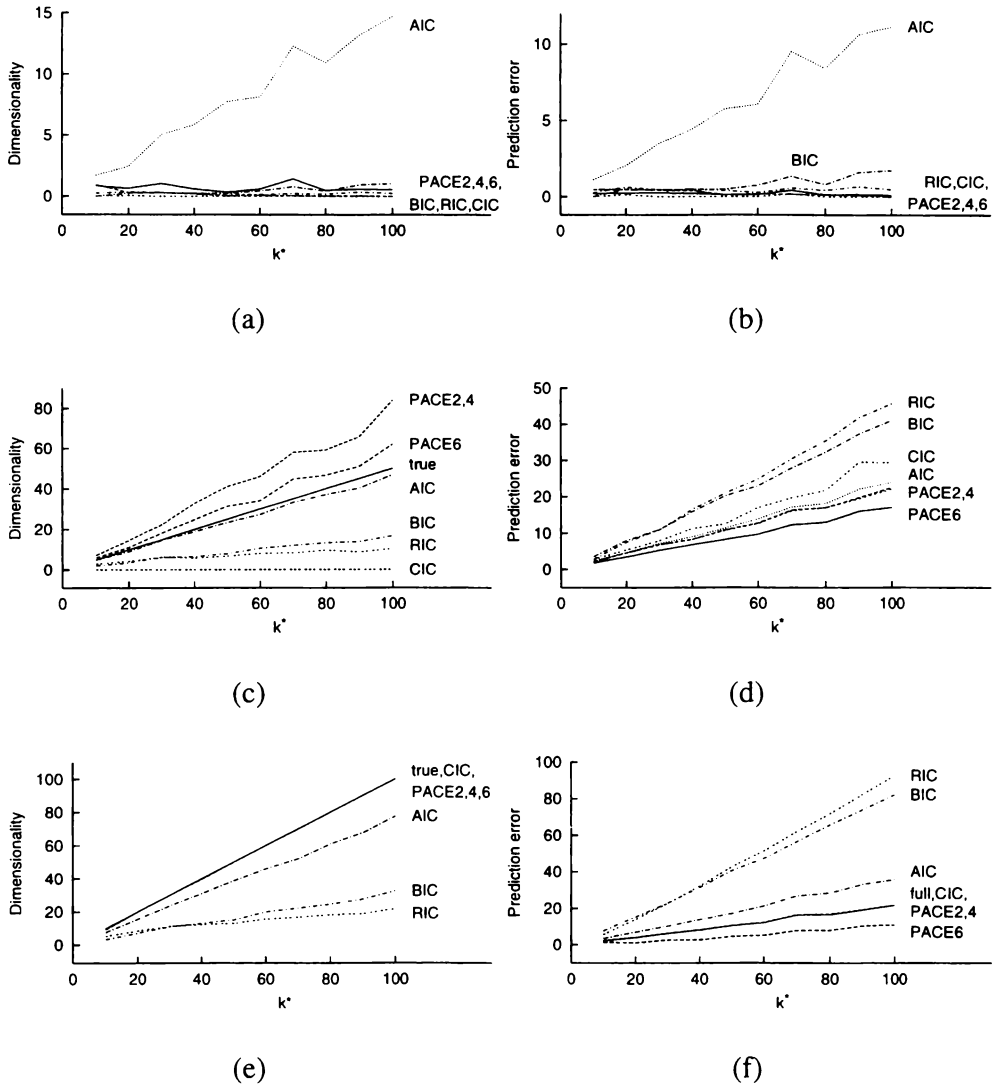 Dimensionality
15
10
5
0
AIC
PACE2,4,6,
BIC,RIC,CIC
0 20 40 60 80 100
k*
(a)
Prediction error
10
5
0
AIC
BIC
RIC,CIC,
PACE2,4,6
0 20 40 60 80 100
k*
(b)
Dimensionality
80
60
40
20
0
PACE2,4
PACE6
true
AIC
BIC
RIC
CIC
0 20 40 60 80 100
k*
(c)
Prediction error
50
40
30
20
10
0
RIC
BIC
CIC
AIC
PACE2,4
PACE6
0 20 40 60 80 100
k*
(d)
Dimensionality
100
80
60
40
20
0
true,CIC,
PACE2,4,6
AIC
BIC
RIC
0 20 40 60 80 100
k*
(e)
Prediction error
100
80
60
40
20
0
RIC
BIC
AIC
full,CIC,
PACE2,4
PACE6
0 20 40 60 80 100
k*
(f)